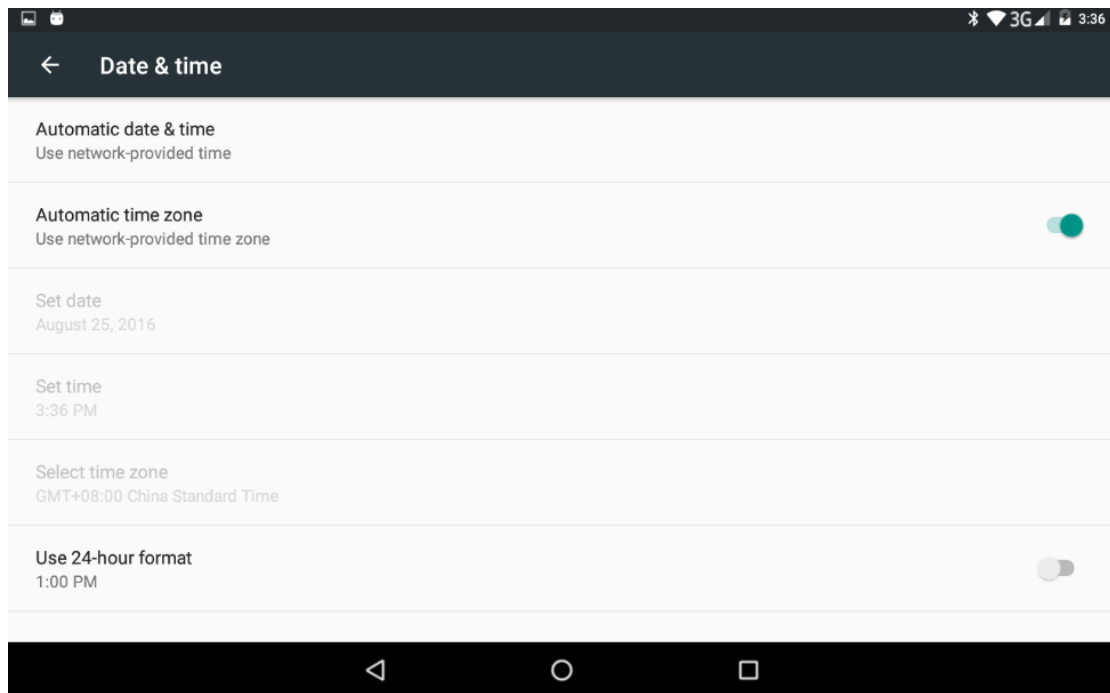 3G 3:36
Date & time
Automatic date & time
Use network-provided time
Automatic time zone
Use network-provided time zone
Set date
August 25, 2016
Set time
3:36 PM
Select time zone
GMT+08:00 China Standard Time
Use 24-hour format
1:00 PM